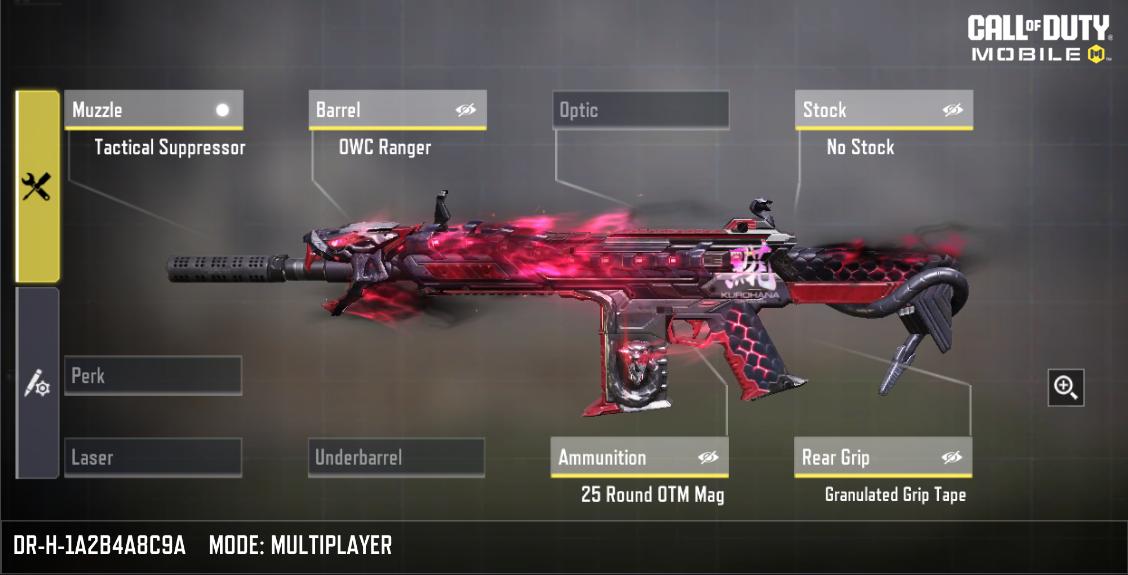 CALL OF DUTY
MOBILE
Muzzle
Barrel
Optic
Stock
Tactical Suppressor
OWC Ranger
No Stock
KUROHANA
Perk
Laser
Underbarrel
Ammunition
Rear Grip
25 Round OTM Mag
Granulated Grip Tape
DR-H-1A2B4A8C9A MODE: MULTIPLAYER